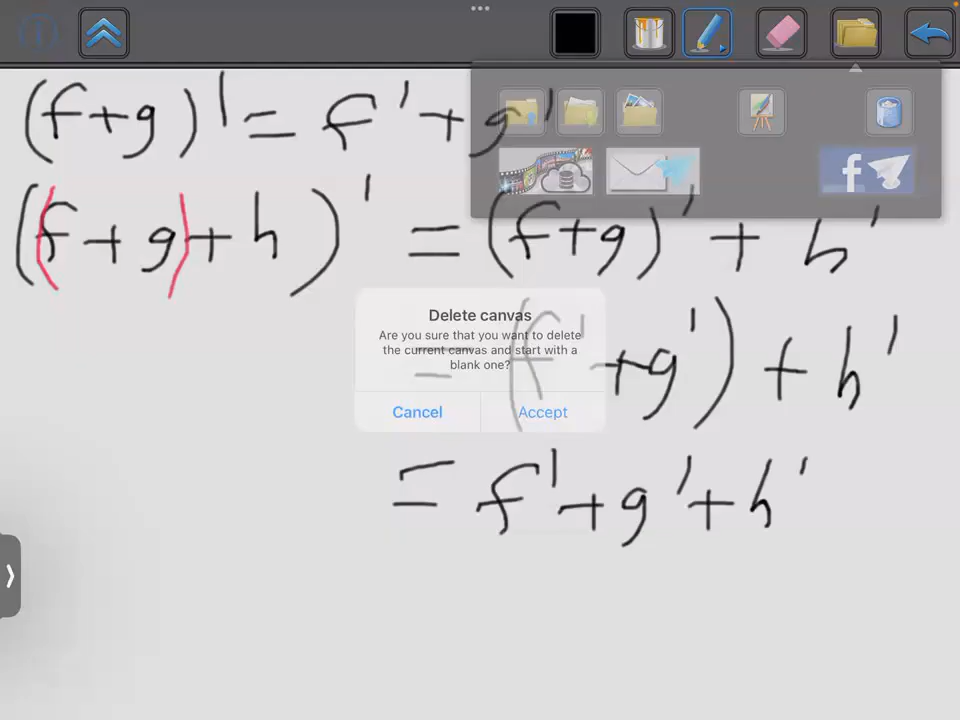 (f+g)' = f'+g'
((f+g)+h)' = (f+g)' + h'
= (f'+g') + h'
= f'+g'+h'
Delete canvas
Are you sure that you want to delete
the current canvas and start with a
blank one?
Cancel
Accept